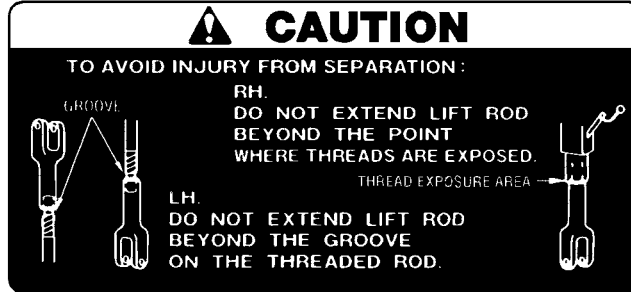 CAUTION
TO AVOID INJURY FROM SEPARATION :
GROOVE
RH.
DO NOT EXTEND LIFT ROD
BEYOND THE POINT
WHERE THREADS ARE EXPOSED.
THREAD EXPOSURE AREA
LH.
DO NOT EXTEND LIFT ROD
BEYOND THE GROOVE
ON THE THREADED ROD.